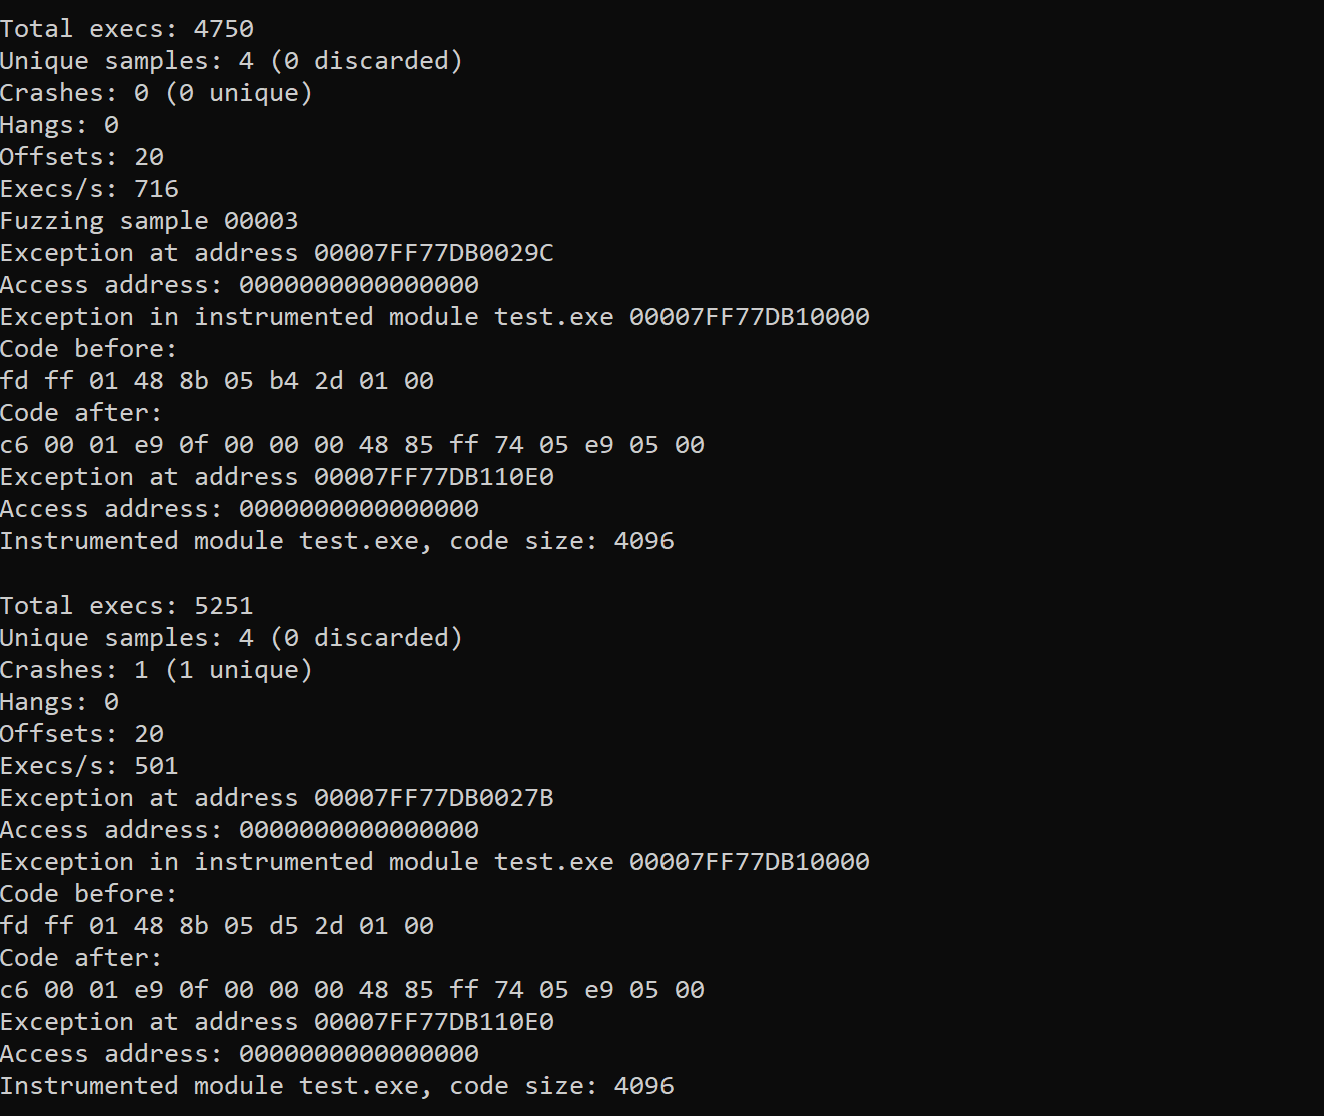 Total execs: 4750
Unique samples: 4 (0 discarded)
Crashes: 0 (0 unique)
Hangs: 0
Offsets: 20
Execs/s: 716
Fuzzing sample 00003
Exception at address 00007FF77DB0029C
Access address: 0000000000000000
Exception in instrumented module test.exe 00007FF77DB10000
Code before:
fd ff 01 48 8b 05 b4 2d 01 00
Code after:
c6 00 01 e9 0f 00 00 00 48 85 ff 74 05 e9 05 00
Exception at address 00007FF77DB110E0
Access address: 0000000000000000
Instrumented module test.exe, code size: 4096
Total execs: 5251
Unique samples: 4 (0 discarded)
Crashes: 1 (1 unique)
Hangs: 0
Offsets: 20
Execs/s: 501
Exception at address 00007FF77DB0027B
Access address: 0000000000000000
Exception in instrumented module test.exe 00007FF77DB10000
Code before:
fd ff 01 48 8b 05 d5 2d 01 00
Code after:
c6 00 01 e9 0f 00 00 00 48 85 ff 74 05 e9 05 00
Exception at address 00007FF77DB110E0
Access address: 0000000000000000
Instrumented module test.exe, code size: 4096